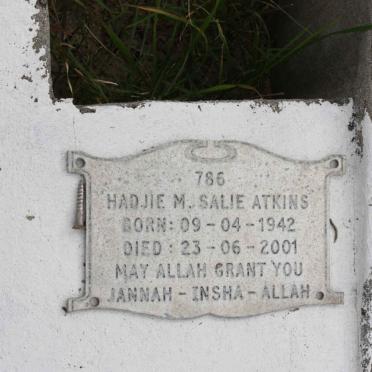 786
HADJIE M. SALIE ATKINS
BORN: 09-04-1942
DIED: 23-06-2001
MAY ALLAH GRANT YOU
JANNAH-INSHA-ALLAH